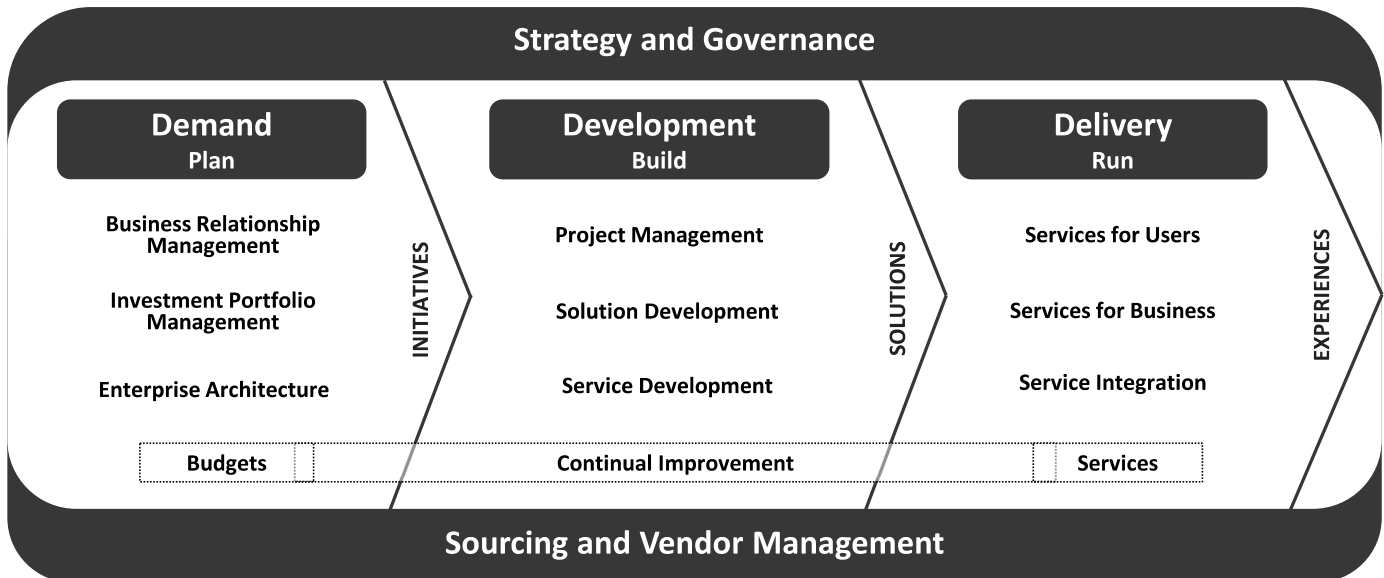 Strategy and Governance
Demand
Plan
Business Relationship
Management
Investment Portfolio
Management
Enterprise Architecture
INITIATIVES
Development
Build
Project Management
Solution Development
Service Development
SOLUTIONS
Delivery
Run
Services for Users
Services for Business
Service Integration
EXPERIENCES
Budgets
Continual Improvement
Services
Sourcing and Vendor Management